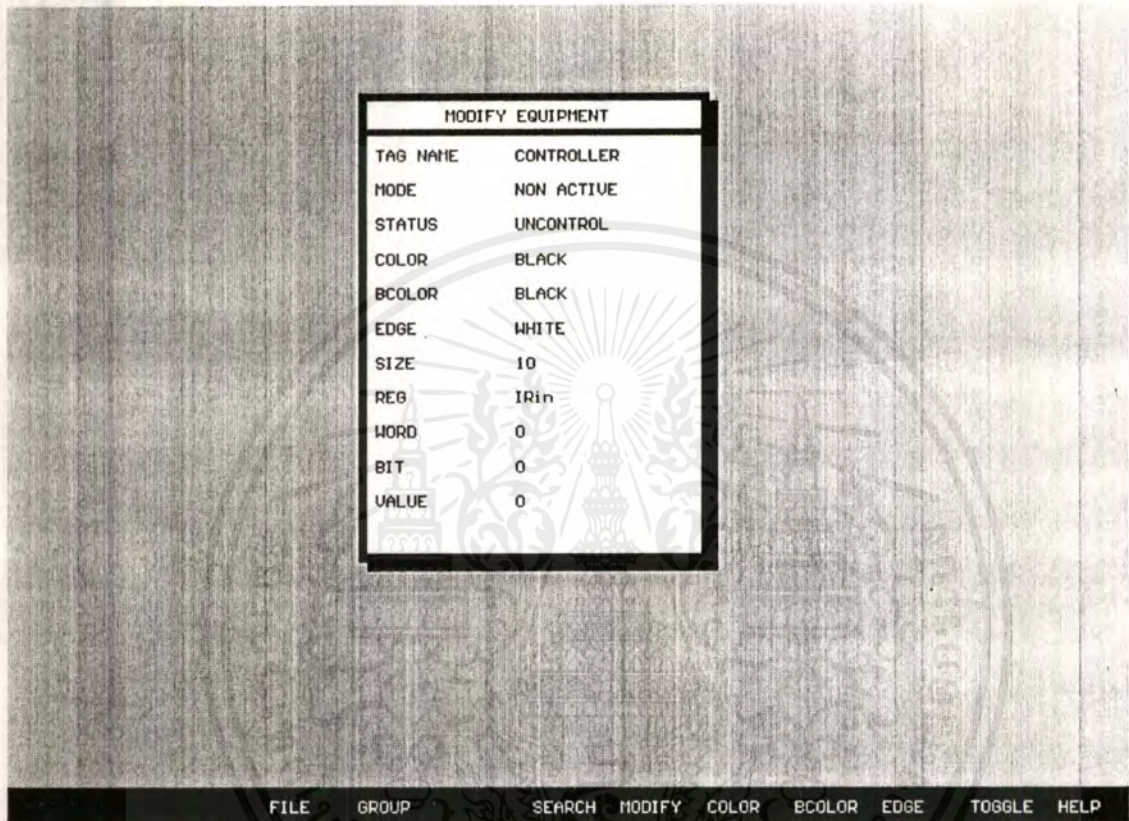 MODIFY EQUIPMENT
TAG NAME CONTROLLER
MODE NON ACTIVE
STATUS UNCONTROL
COLOR BLACK
BCOLOR BLACK
EDGE WHITE
SIZE 10
REG IRin
WORD 0
BIT 0
VALUE 0
FILE GROUP SEARCH MODIFY COLOR BCOLOR EDGE TOGGLE HELP